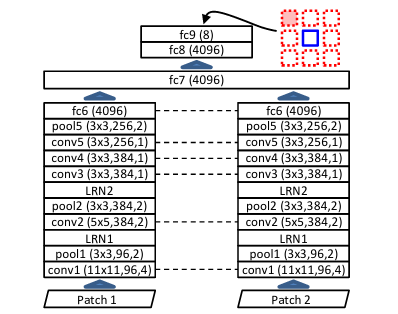 fc9 (8)
fc8 (4096)
fc7 (4096)
fc6 (4096)
pool5 (3x3,256,2)
conv5 (3x3,256,1)
conv4 (3x3,384,1)
conv3 (3x3,384,1)
LRN2
pool2 (3x3,384,2)
conv2 (5x5,384,2)
LRN1
pool1 (3x3,96,2)
conv1 (11x11,96,4)
Patch 1
fc6 (4096)
pool5 (3x3,256,2)
conv5 (3x3,256,1)
conv4 (3x3,384,1)
conv3 (3x3,384,1)
LRN2
pool2 (3x3,384,2)
conv2 (5x5,384,2)
LRN1
pool1 (3x3,96,2)
conv1 (11x11,96,4)
Patch 2